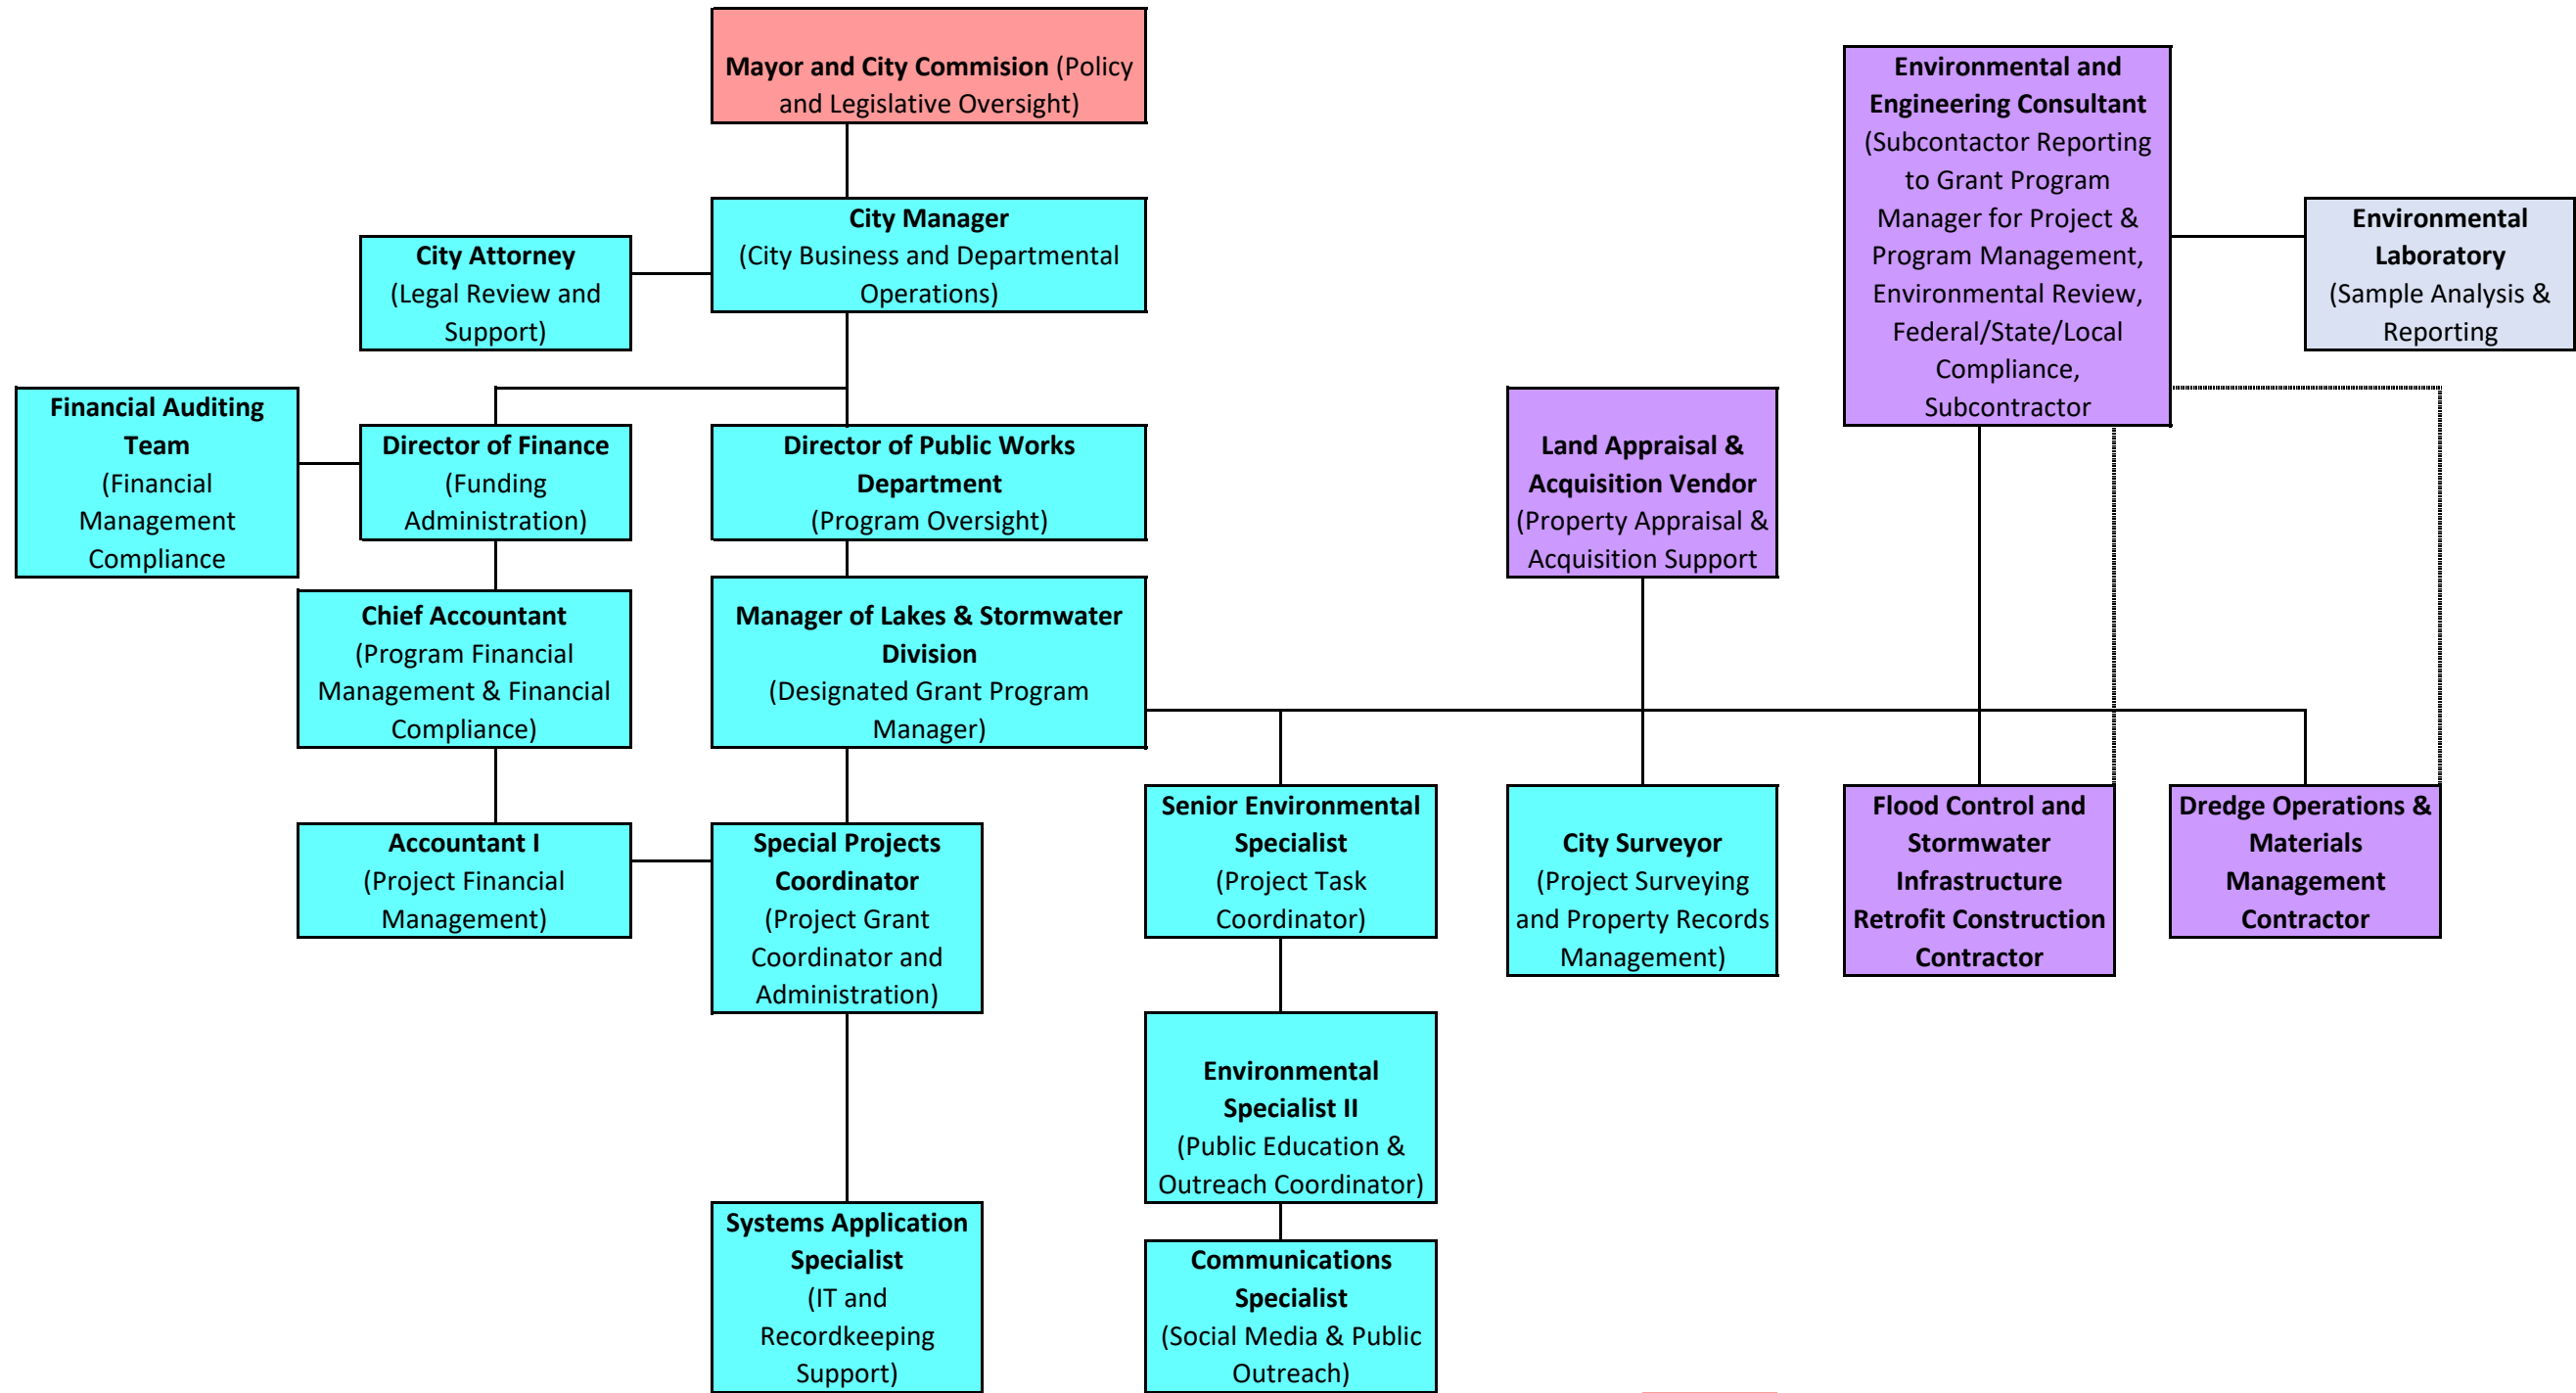 Mayor and City Commision (Policy
and Legislative Oversight)
Environmental and
Engineering Consultant
(Subcontactor Reporting
to Grant Program
Manager for Project &
Program Management,
Environmental Review,
Federal/State/Local
Compliance,
Subcontractor
City Manager
(City Business and Departmental
Operations)
City Attorney
(Legal Review and
Support)
Environmental
Laboratory
(Sample Analysis &
Reporting
Financial Auditing
Team
(Financial
Management
Compliance
Director of Finance
(Funding
Administration)
Director of Public Works
Department
(Program Oversight)
Land Appraisal &
Acquisition Vendor
(Property Appraisal &
Acquisition Support
Chief Accountant
(Program Financial
Management & Financial
Compliance)
Manager of Lakes & Stormwater
Division
(Designated Grant Program
Manager)
Accountant I
(Project Financial
Management)
Special Projects
Coordinator
(Project Grant
Coordinator and
Administration)
Senior Environmental
Specialist
(Project Task
Coordinator)
City Surveyor
(Project Surveying
and Property Records
Management)
Flood Control and
Stormwater
Infrastructure
Retrofit Construction
Contractor
Dredge Operations &
Materials
Management
Contractor
Environmental
Specialist II
(Public Education &
Outreach Coordinator)
Systems Application
Specialist
(IT and
Recordkeeping
Support)
Communications
Specialist
(Social Media & Public
Outreach)